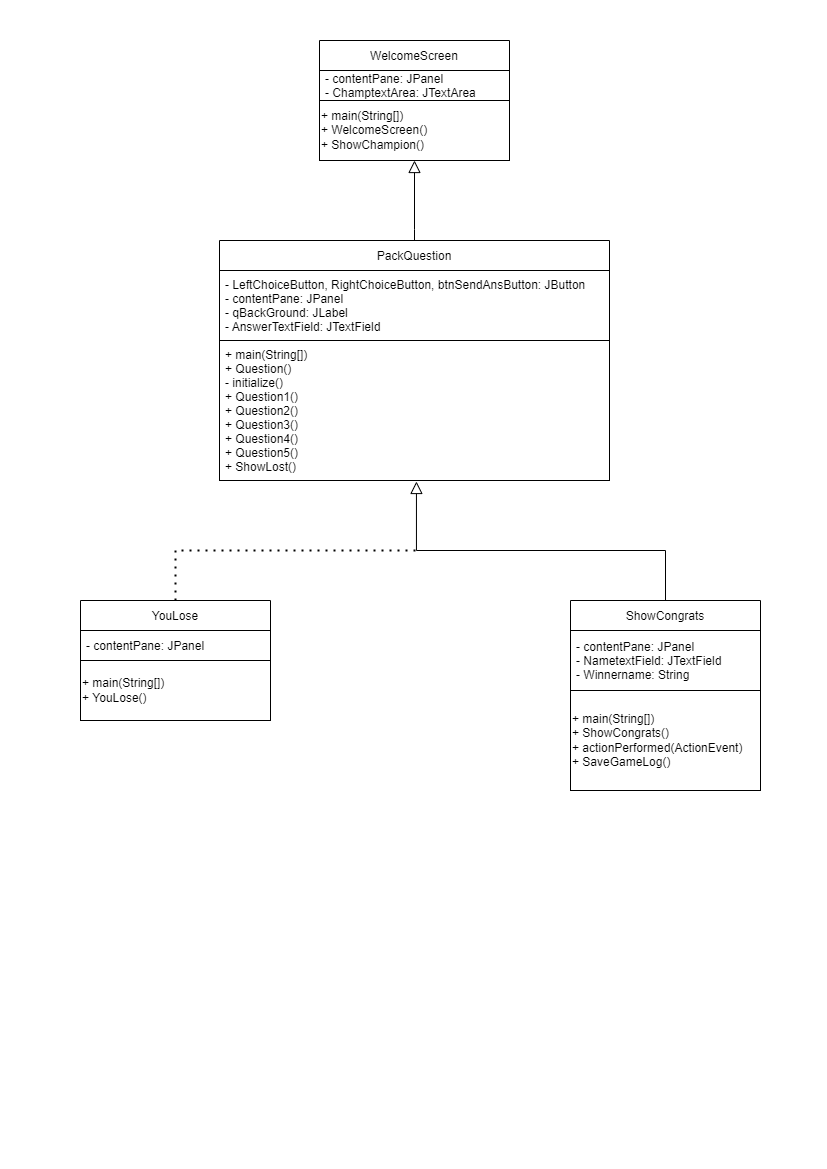 WelcomeScreen
- contentPane: JPanel
- ChamptextArea: JTextArea
+ main(String[])
+ WelcomeScreen()
+ ShowChampion()
PackQuestion
- LeftChoiceButton, RightChoiceButton, btnSendAnsButton: JButton
- contentPane: JPanel
- qBackGround: JLabel
- AnswerTextField: JTextField
+ main(String[])
+ Question()
- initialize()
+ Question1()
+ Question2()
+ Question3()
+ Question4()
+ Question5()
+ ShowLost()
YouLose
- contentPane: JPanel
+ main(String[])
+ YouLose()
ShowCongrats
- contentPane: JPanel
- NametextField: JTextField
- Winnername: String
+ main(String[])
+ ShowCongrats()
+ actionPerformed(ActionEvent)
+ SaveGameLog()